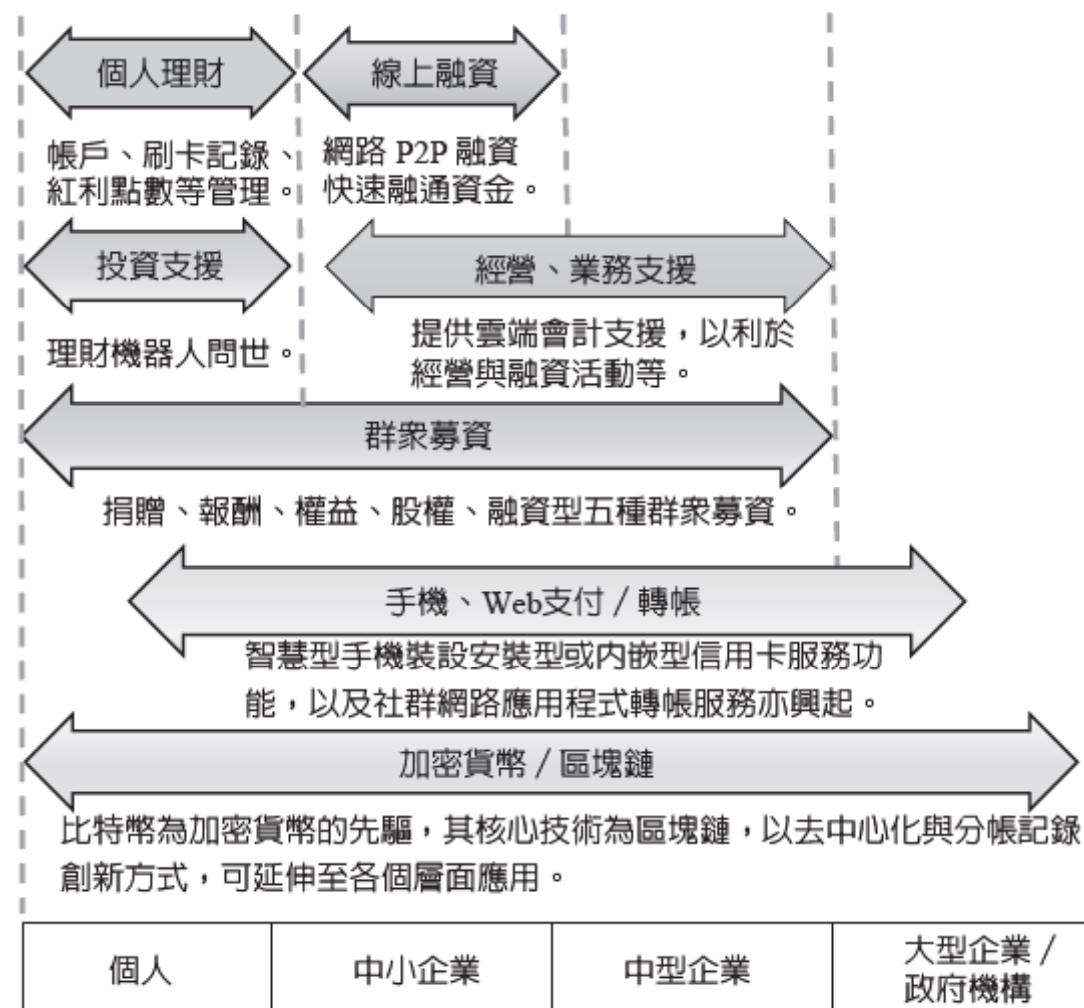 個人理財
線上融資
帳戶、刷卡記錄、
紅利點數等管理。
網路 P2P 融資
快速融通資金。
投資支援
經營、業務支援
理財機器人問世。
提供雲端會計支援，以利於
經營與融資活動等。
群眾募資
捐贈、報酬、權益、股權、融資型五種群眾募資。
手機、Web支付／轉帳
智慧型手機裝設安裝型或內嵌型信用卡服務功
能，以及社群網路應用程式轉帳服務亦興起。
加密貨幣／區塊鏈
比特幣為加密貨幣的先驅，其核心技術為區塊鏈，以去中心化與分帳記錄
創新方式，可延伸至各個層面應用。
個人
中小企業
中型企業
大型企業／
政府機構